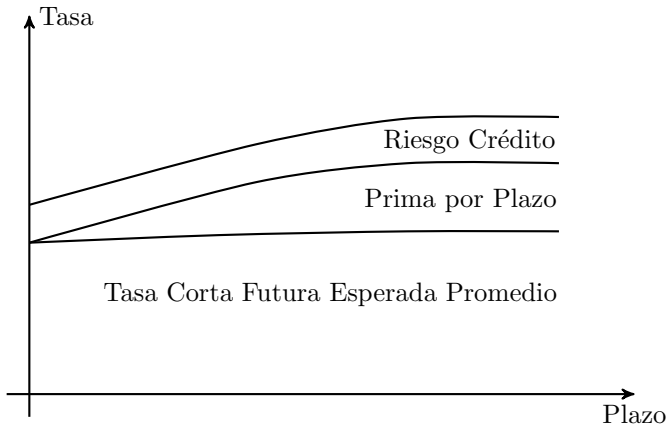 Tasa
Riesgo Crédito
Prima por Plazo
Tasa Corta Futura Esperada Promedio
Plazo